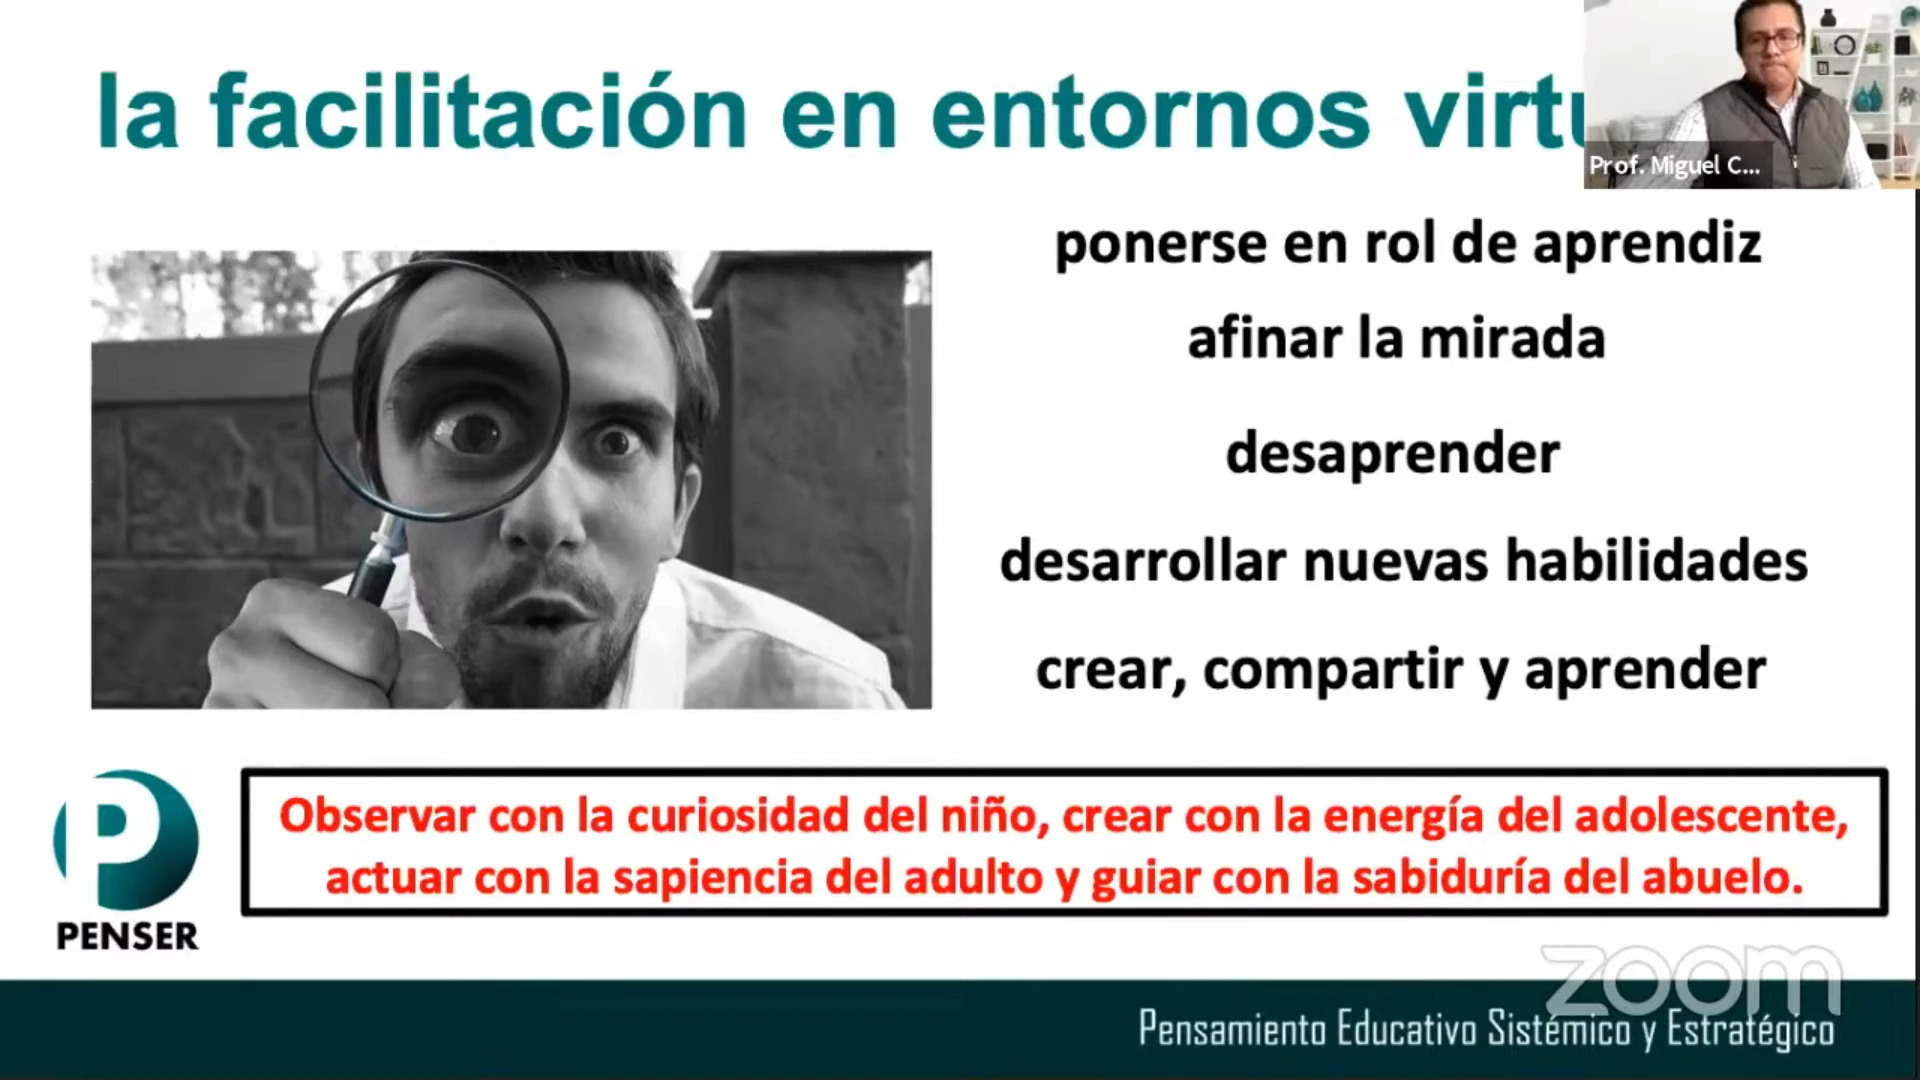 la facilitación en entornos virtu
Prof. Miguel C...
ponerse en rol de aprendiz
afinar la mirada
desaprender
desarrollar nuevas habilidades
crear, compartir y aprender
Observar con la curiosidad del niño, crear con la energía del adolescente,
actuar con la sapiencia del adulto y guiar con la sabiduría del abuelo.
P
PENSER
zoom
Pensamiento Educativo Sistémico y Estratégico